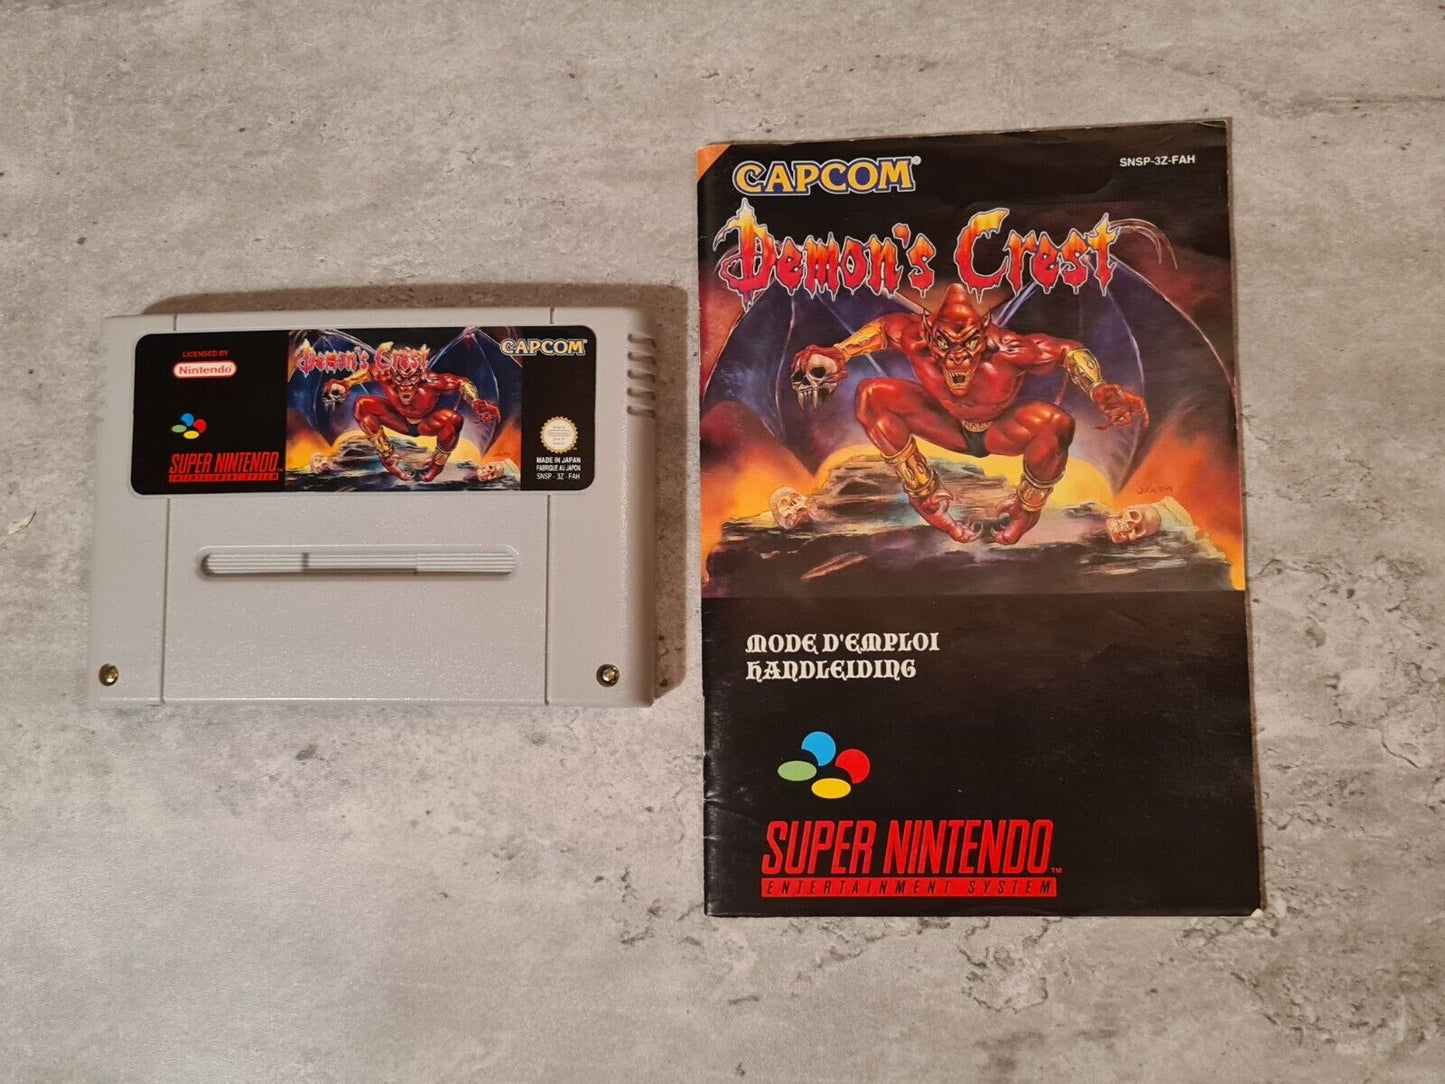 LICENSED BY
Nintendo
Demon's Crest
CAPCOM
SUPER NINTENDO
ENTERTAINMENT SYSTEM
MADE IN JAPAN
FABRIQUE AU JAPON
SNSP - 3Z - FAH
CAPCOM®
SNSP-3Z-FAH
Demon's Crest
MODE D'EMPLOI
HANDLEIDING
SUPER NINTENDO™
ENTERTAINMENT SYSTEM